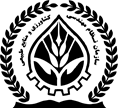 سازمان نظام مهندسی
کشاورزی و منابع طبیعی